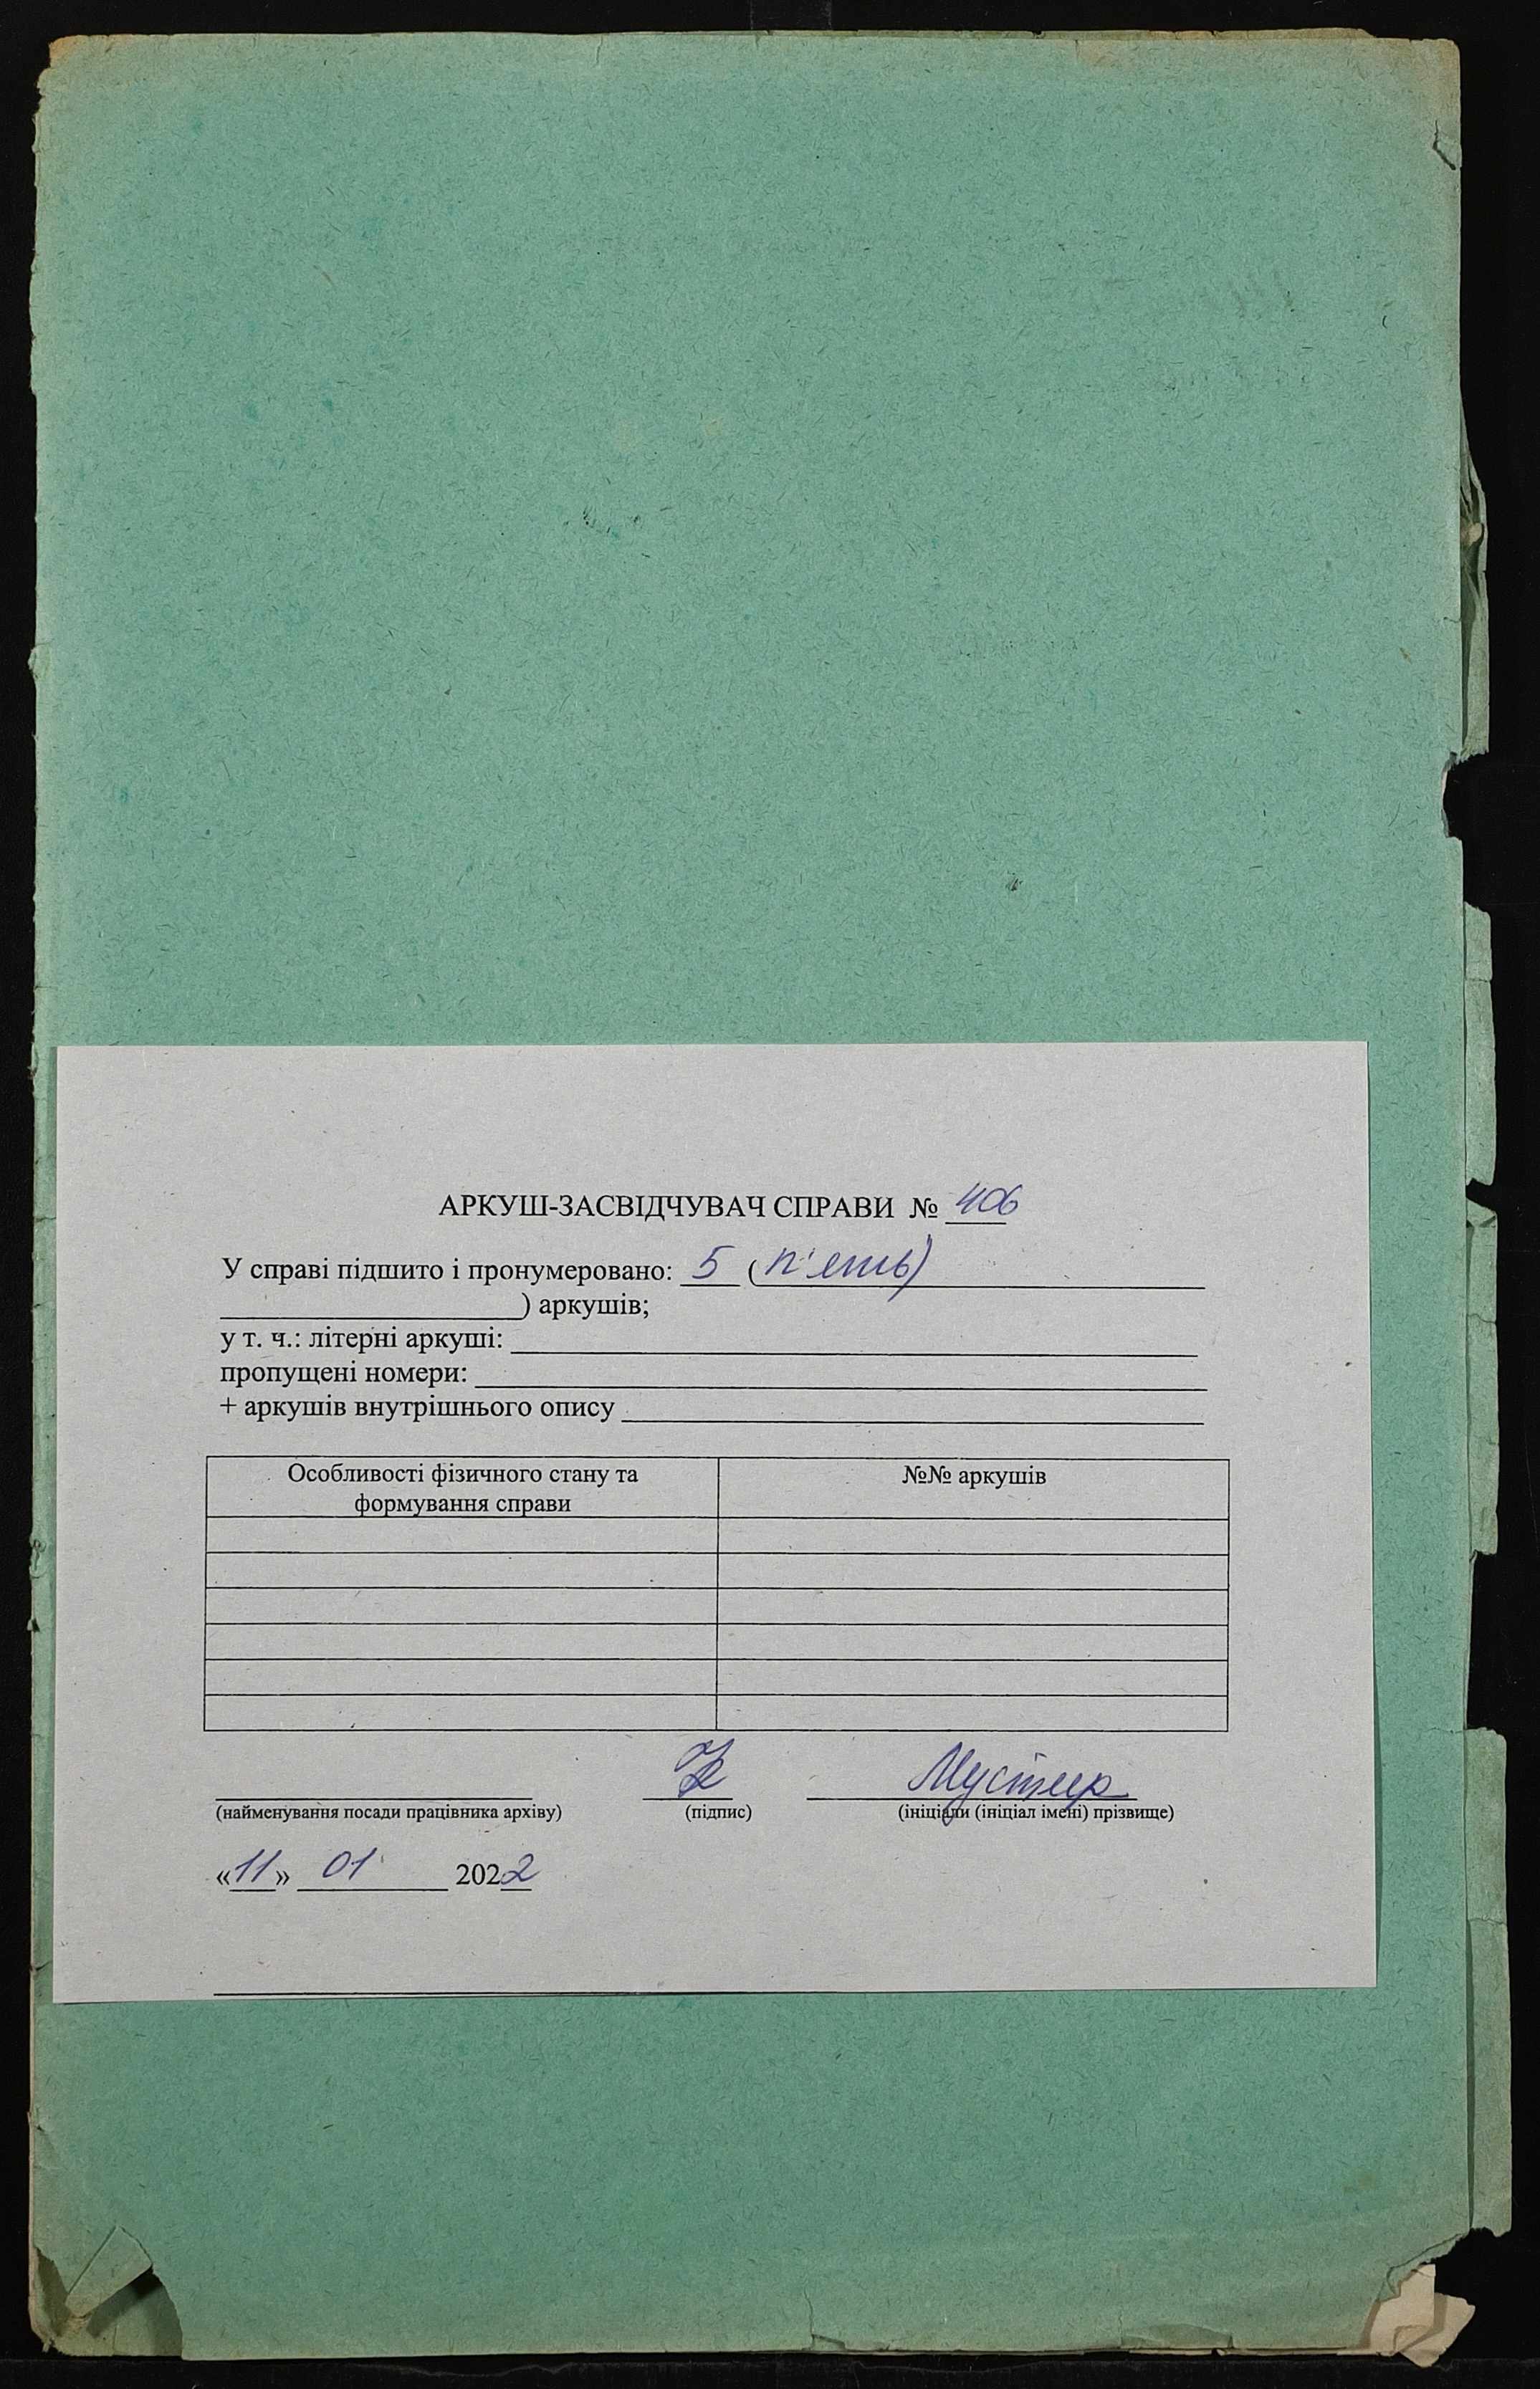 АРКУШ-ЗАСВІДЧУВАЧ СПРАВИ № 406
У справі підшито і пронумеровано: 5 (п'ять)
) аркушів;
у т. ч.: літерні аркуші:
пропущені номери:
+ аркушів внутрішнього опису
Особливості фізичного стану та
формування справи
№№ аркушів
(найменування посади працівника архіву)
(підпис)
(ініціали (ініціал імені) прізвище)
«11» 01 2022